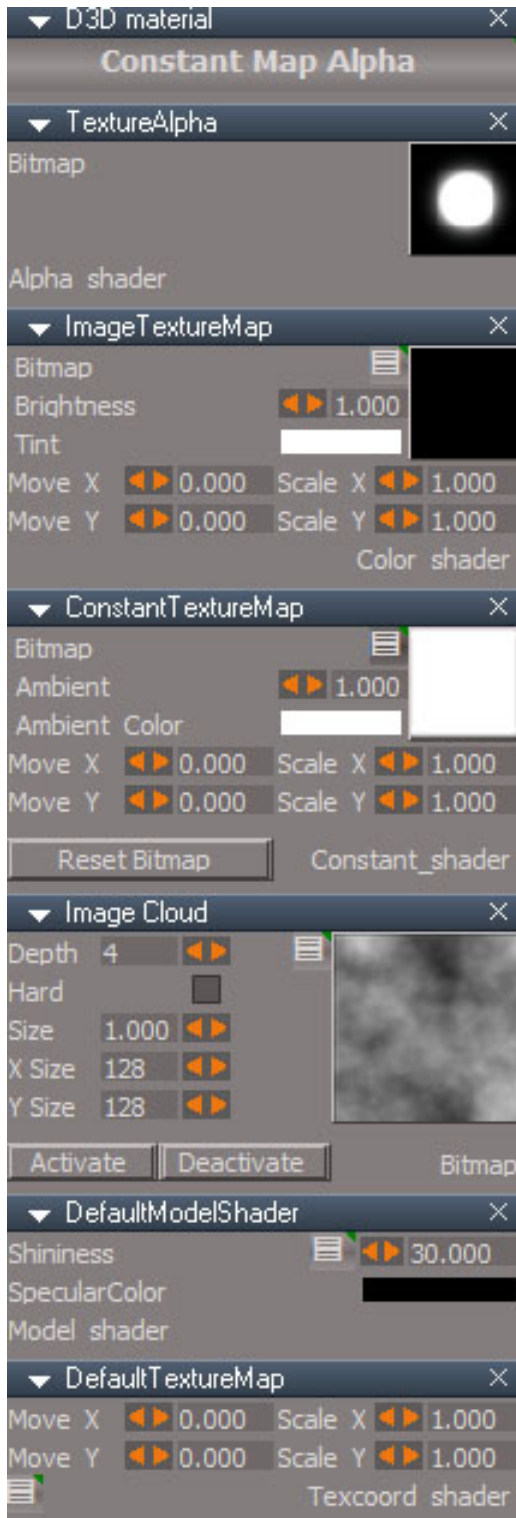 D3D material
Constant Map Alpha
TextureAlpha
Bitmap
Alpha shader
ImageTextureMap
Bitmap
Brightness 1.000
Tint
Move X 0.000 Scale X 1.000
Move Y 0.000 Scale Y 1.000
Color shader
ConstantTextureMap
Bitmap
Ambient 1.000
Ambient Color
Move X 0.000 Scale X 1.000
Move Y 0.000 Scale Y 1.000
Reset Bitmap Constant_shader
Image Cloud
Depth 4
Hard
Size 1.000
X Size 128
Y Size 128
Activate Deactivate Bitmap
DefaultModelShader
Shininess 30.000
SpecularColor
Model shader
DefaultTextureMap
Move X 0.000 Scale X 1.000
Move Y 0.000 Scale Y 1.000
Texcoord shader